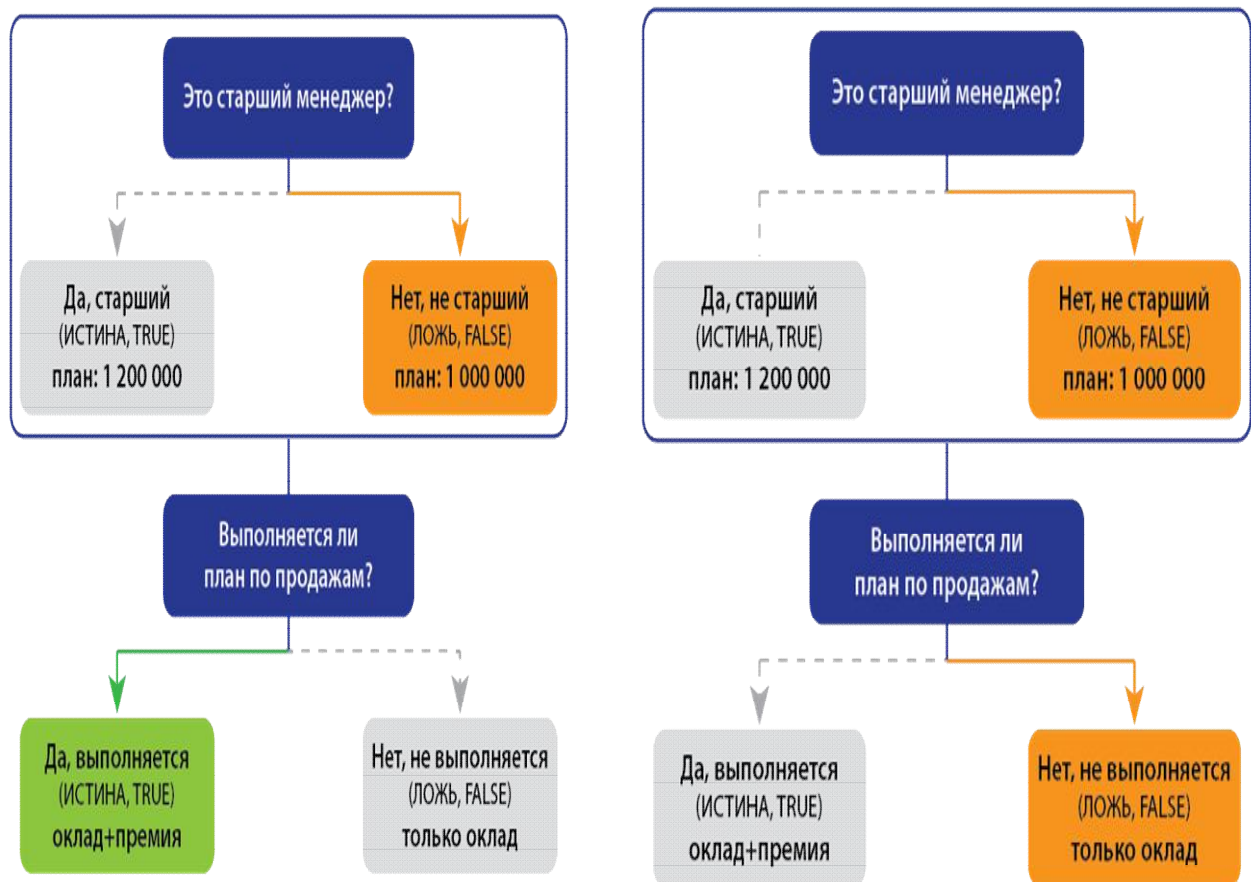 Это старший менеджер?
Да, старший
(ИСТИНА, TRUE)
план: 1 200 000
Нет, не старший
(ЛОЖЬ, FALSE)
план: 1 000 000
Выполняется ли
план по продажам?
Да, выполняется
(ИСТИНА, TRUE)
оклад+премия
Нет, не выполняется
(ЛОЖЬ, FALSE)
только оклад
Это старший менеджер?
Да, старший
(ИСТИНА, TRUE)
план: 1 200 000
Нет, не старший
(ЛОЖЬ, FALSE)
план: 1 000 000
Выполняется ли
план по продажам?
Да, выполняется
(ИСТИНА, TRUE)
оклад+премия
Нет, не выполняется
(ЛОЖЬ, FALSE)
только оклад